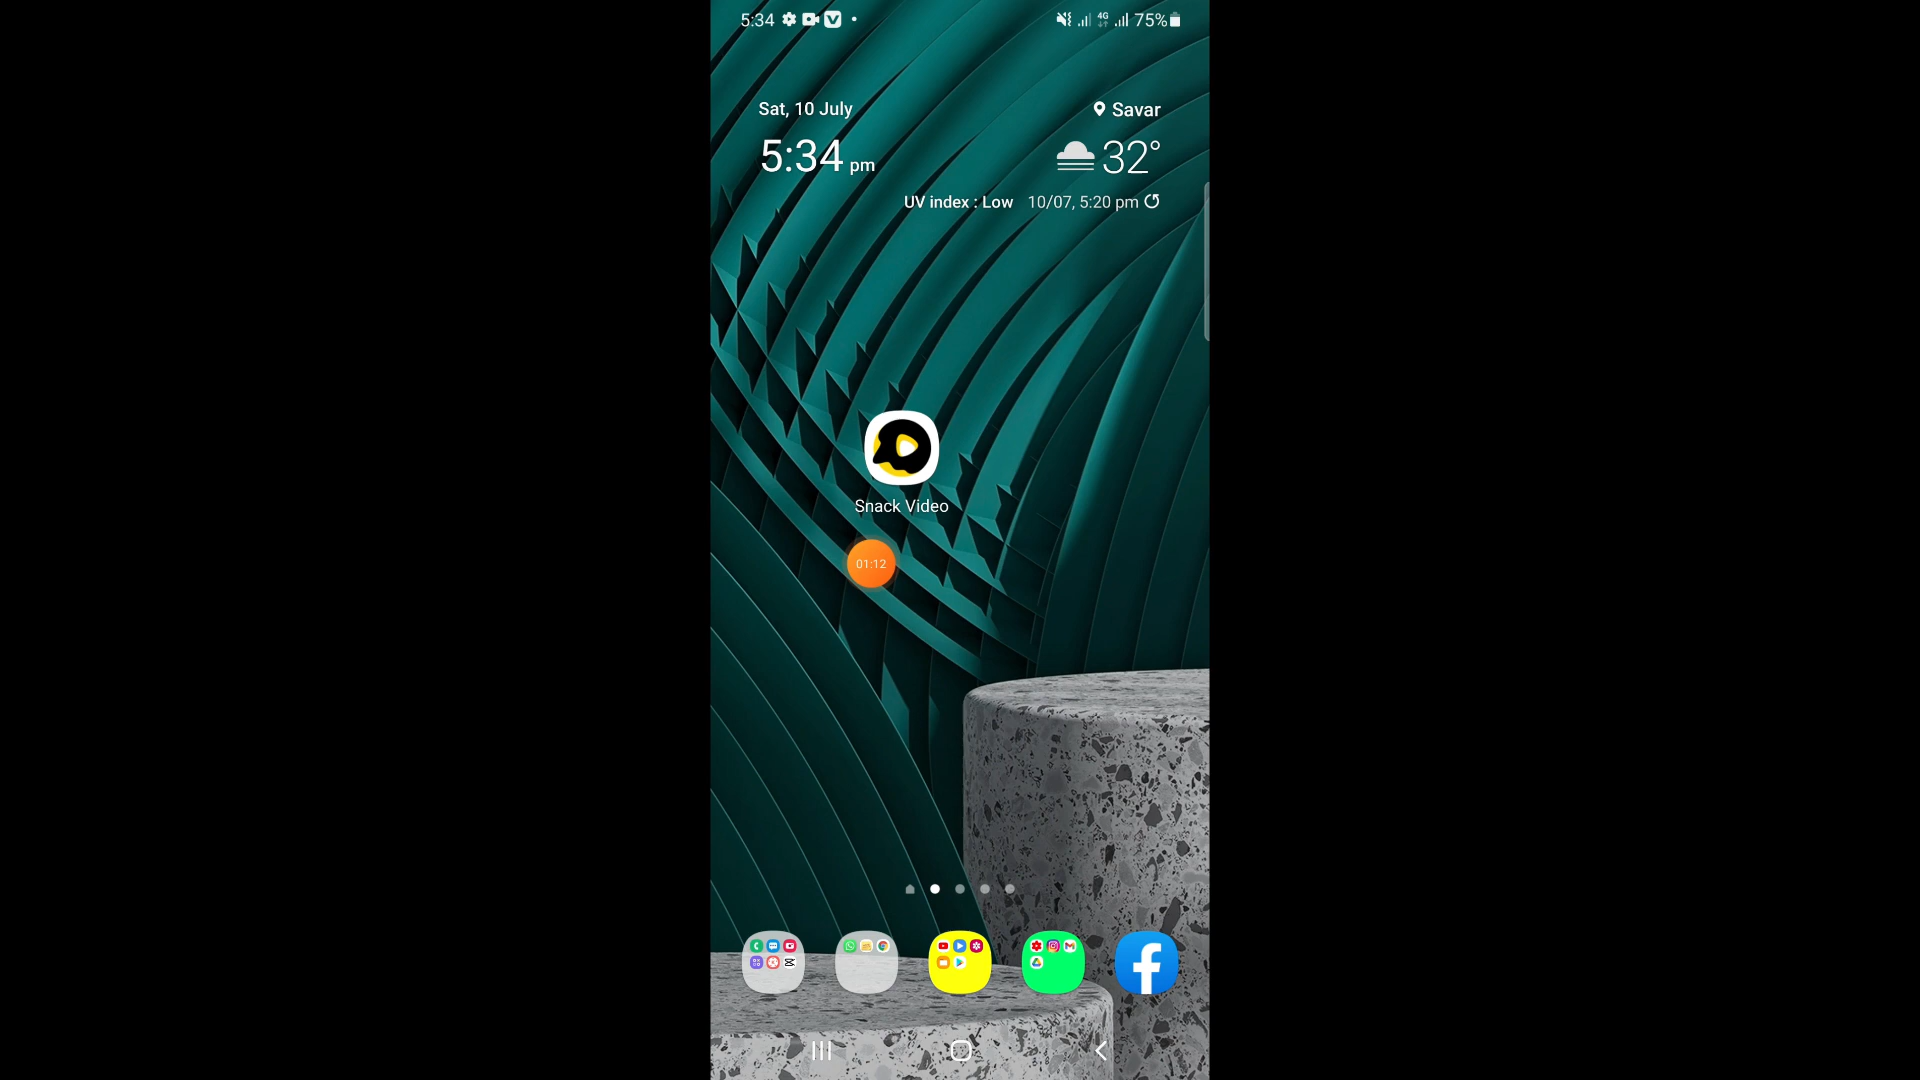 5:34
4G
75%
Sat, 10 July
Savar
5:34 pm
32°
UV index : Low 10/07, 5:20 pm
Snack Video
01:12